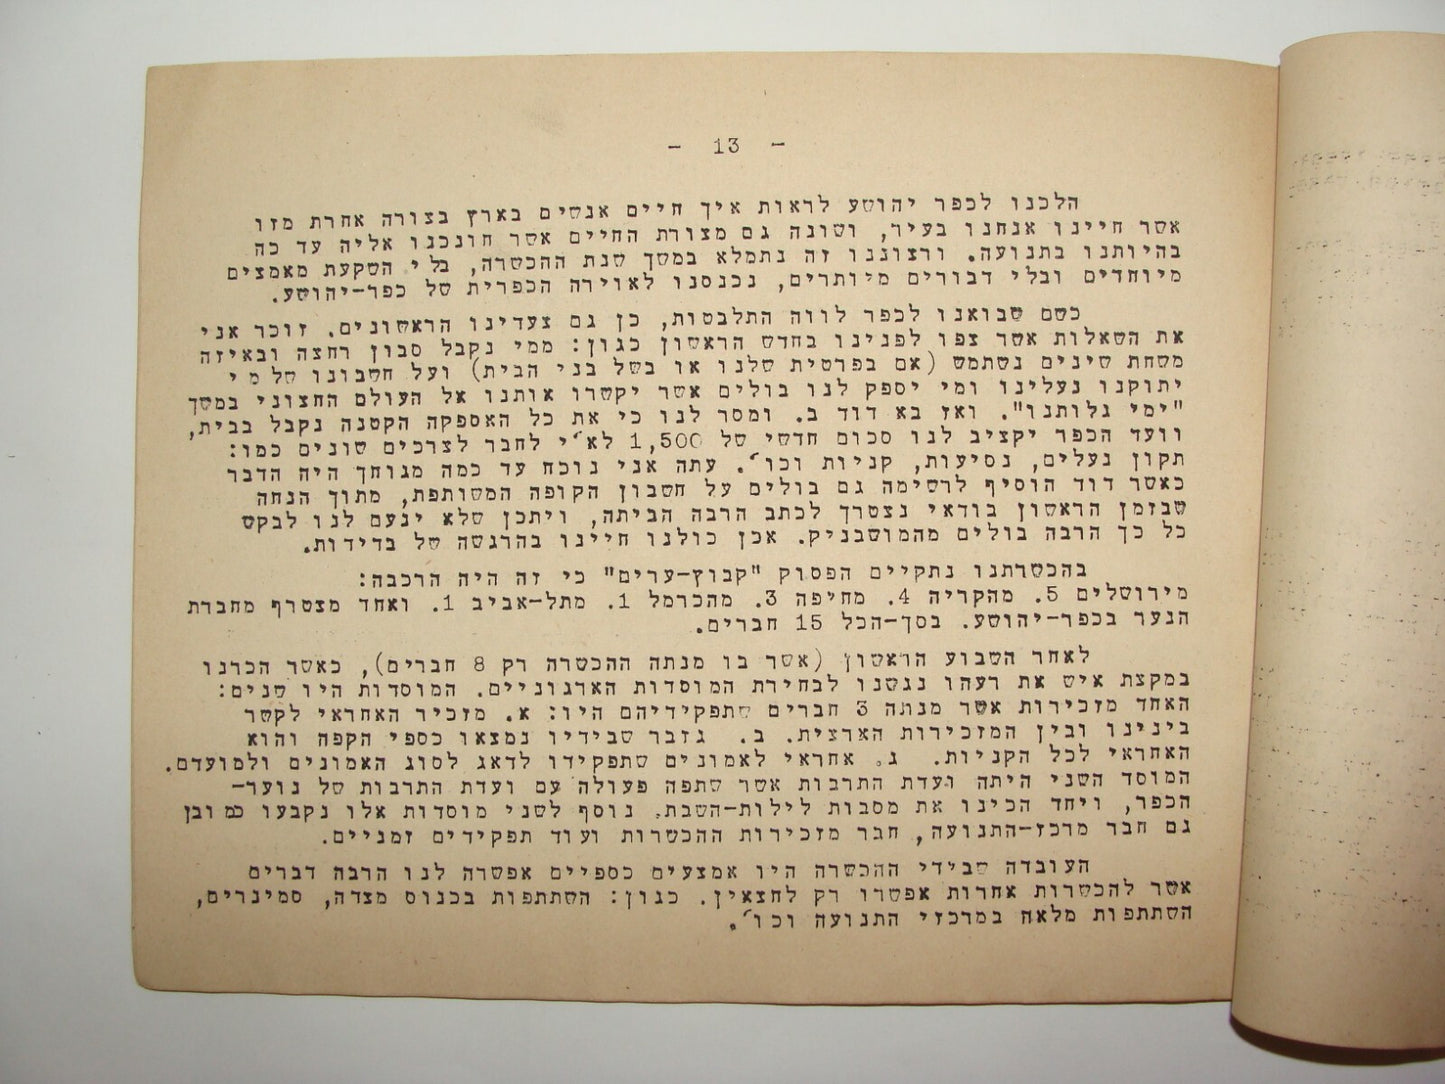 - 13 -
הלכנו לכפר יהושע לראות איך חיים אנשים בארץ בצורה אחרת מזו
אשר חיינו אנחנו בעיר, ושונה גם מצורת החיים אשר חונכנו אליה עד כה
בהיותנו בתנועה. ורצוננו זה נתמלא במשך שנת ההכשרה, בלי השקעת מאמצים
מיוחדים ובלי דבורים מיותרים, נכנסנו לאוירה הכפרית של כפר-יהושע.
כשם שבואנו לכפר לווה התלבטות, כן גם צעדינו הראשונים. זוכר אני
את השאלות אשר צפו לפנינו בחדש הראשון כגון: ממי נקבל סבון רחצה ובאיזה
משחת שינים נשתמש (אם בפרטית שלנו או בשל בני הבית) ועל חשבונו של מי
יתוקנו נעלינו ומי יספק לנו בולים אשר יקשרו אותנו אל העולם החצוני במשך
"ימי גלותנו". ואז בא דוד ב. ומסר לנו כי את כל האספקה הקטנה נקבל בבית,
וועד הכפר יקציב לנו סכום חדשי של 1,500 לא"י לחבר לצרכים שונים כמו:
תקון נעלים, נסיעות, קניות וכו'. עתה אני נוכח עד כמה מגוחך היה הדבר
כאשר דוד הוסיף לרשימה גם בולים על חשבון הקופה המשותפת, מתוך הנחה
שבזמן הראשון בודאי נצטרך לכתב הרבה הביתה, ויתכן שלא ינעם לנו לבקש
כל כך הרבה בולים מהמושבניק. אכן כולנו חיינו בהרגשה של בדידות.
בהכשרתנו נתקיים הפסוק "קבוץ-ערים" כי זה היה הרכבה:
מירושלים 5. מהקריה 4. מחיפה 3. מהכרמל 1. מתל-אביב 1. ואחד מצטרף מחברת
הנער בכפר-יהושע. בסך-הכל 15 חברים.
לאחר השבוע הראשון (אשר בו מנתה ההכשרה רק 8 חברים), כאשר הכרנו
במקצת איש את רעהו נגשנו לבחירת המוסדות הארגוניים. המוסדות היו שנים:
האחד מזכירות אשר מנתה 3 חברים שתפקידיהם היו: א. מזכיר האחראי לקשר
בינינו ובין המזכירות הארצית. ב. גזבר שבידיו נמצאו כספי הקפה והוא
האחראי לכל הקניות. ג. אחראי לאמונים שתפקידו לדאג לסוג האמונים ולמועדם.
המוסד השני היתה ועדת התרבות אשר שתפה פעולה עם ועדת התרבות של נוער-
הכפר, ויחד הכינו את מסבות לילות-השבת. נוסף לשני מוסדות אלו נקבעו כמובן
גם חבר מרכז-התנועה, חבר מזכירות ההכשרות ועוד תפקידים זמניים.
העובדה שבידי ההכשרה היו אמצעים כספיים אפשרה לנו הרבה דברים
אשר להכשרות אחרות אפשרו רק לחצאין. כגון: השתתפות בכנוס מצדה, סמינרים,
השתתפות מלאה במרכזי התנועה וכו'.